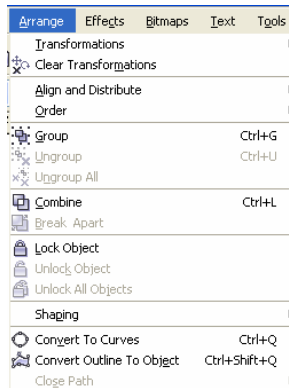 Arrange Effects Bitmaps Text Tools
Transformations
Clear Transformations
Align and Distribute
Order
Group Ctrl+G
Ungroup Ctrl+U
Ungroup All
Combine Ctrl+L
Break Apart
Lock Object
Unlock Object
Unlock All Objects
Shaping
Convert To Curves Ctrl+Q
Convert Outline To Object Ctrl+Shift+Q
Close Path